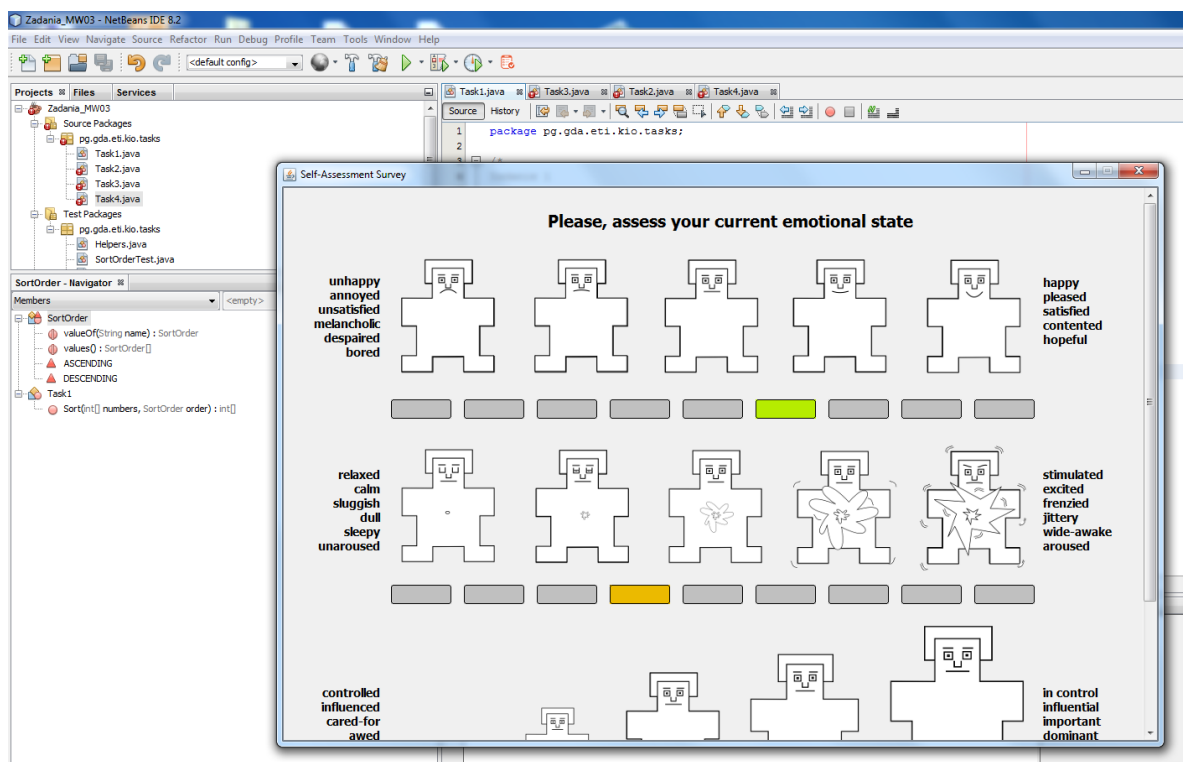 Zadania_MW03 - NetBeans IDE 8.2
File Edit View Navigate Source Refactor Run Debug Profile Team Tools Window Help
<default config>
Projects Files Services
Task1.java Task3.java Task2.java Task4.java
Zadania_MW03
Source Packages
pg.gda.eti.kio.tasks
Task1.java
Task2.java
Task3.java
Task4.java
Test Packages
pg.gda.eti.kio.tasks
Helpers.java
SortOrderTest.java
Source History
1 package pg.gda.eti.kio.tasks;
2
3 /*
SortOrder - Navigator
Members <empty>
SortOrder
valueOf(String name) : SortOrder
values() : SortOrder[]
ASCENDING
DESCENDING
Task1
Sort(int[] numbers, SortOrder order) : int[]
Self-Assessment Survey
Please, assess your current emotional state
unhappy
annoyed
unsatisfied
melancholic
despaired
bored
happy
pleased
satisfied
contented
hopeful
relaxed
calm
sluggish
dull
sleepy
unaroused
stimulated
excited
frenzied
jittery
wide-awake
aroused
controlled
influenced
cared-for
awed
in control
influential
important
dominant